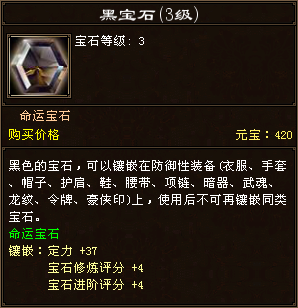 黑宝石(3级)
宝石等级: 3
命运宝石
购买价格 元宝: 420
黑色的宝石,可以镶嵌在防御性装备(衣服、手套
、帽子、护肩、鞋、腰带、项链、暗器、武魂、
龙纹、令牌、豪侠印)上,使用后不可再镶嵌同类
宝石。
命运宝石
镶嵌: 定力 +37
宝石修炼评分 +4
宝石进阶评分 +4